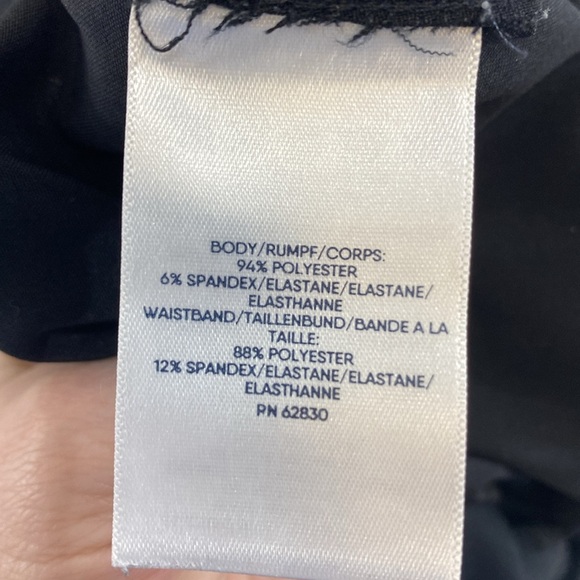 BODY/RUMPF/CORPS:
94% POLYESTER
6% SPANDEX/ELASTANE/ELASTANE/
ELASTHANNE
WAISTBAND/TAILLENBUND/BANDE A LA
TAILLE:
88% POLYESTER
12% SPANDEX/ELASTANE/ELASTANE/
ELASTHANNE
RN 62830